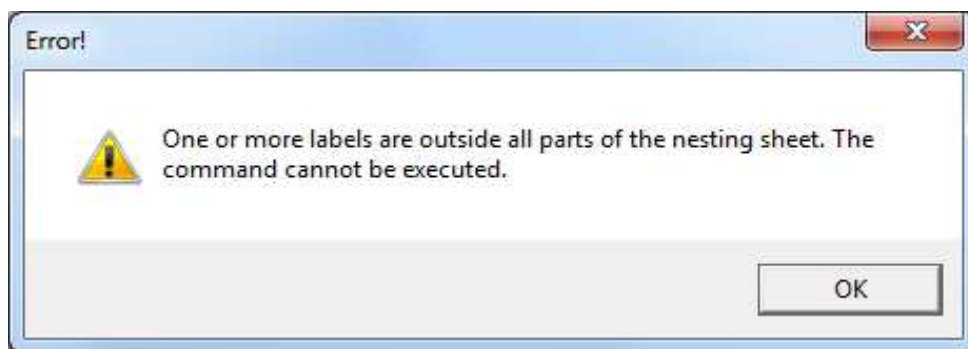 Error!
One or more labels are outside all parts of the nesting sheet. The
command cannot be executed.
OK